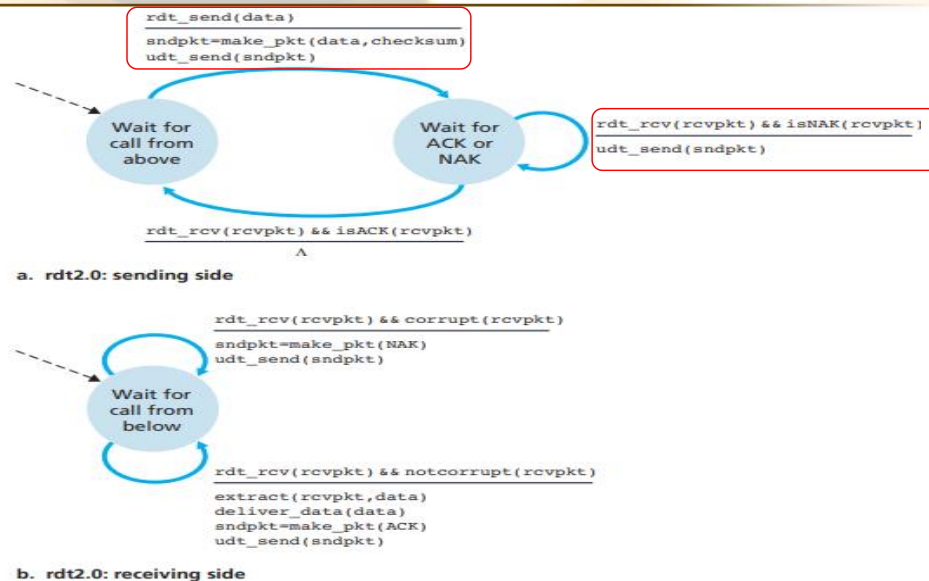 rdt_send(data)
sndpkt=make_pkt(data,checksum)
udt_send(sndpkt)
Wait for
call from
above
Wait for
ACK or
NAK
rdt_rcv(rcvpkt) && isNAK(rcvpkt)
udt_send(sndpkt)
rdt_rcv(rcvpkt) && isACK(rcvpkt)
Λ
a. rdt2.0: sending side
rdt_rcv(rcvpkt) && corrupt(rcvpkt)
sndpkt=make_pkt(NAK)
udt_send(sndpkt)
Wait for
call from
below
rdt_rcv(rcvpkt) && notcorrupt(rcvpkt)
extract(rcvpkt,data)
deliver_data(data)
sndpkt=make_pkt(ACK)
udt_send(sndpkt)
b. rdt2.0: receiving side